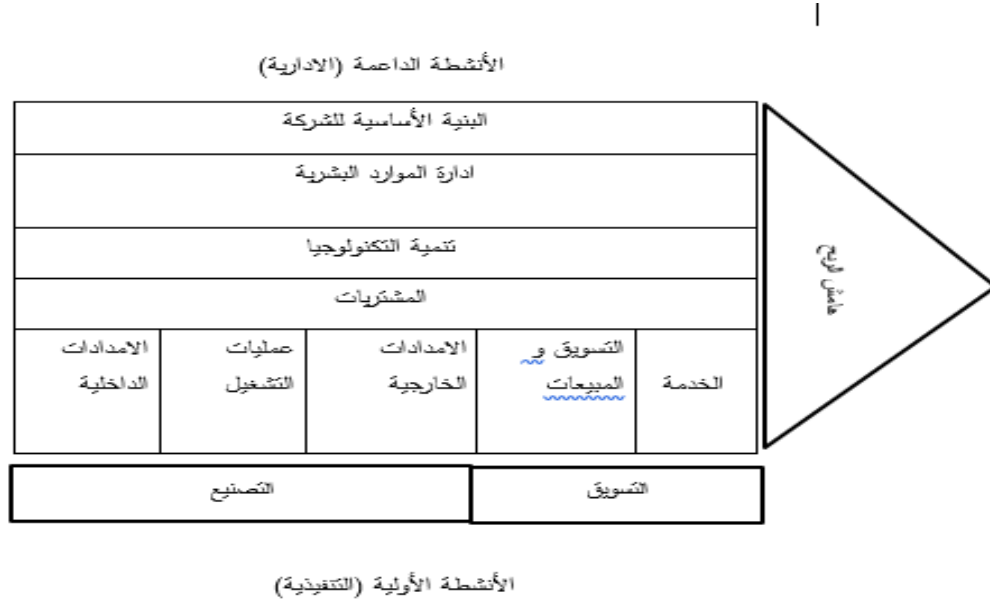 الأنشطة الداعمة (الادارية)
البنية الأساسية للشركة
ادارة الموارد البشرية
تنمية التكنولوجيا
المشتريات
الامدادات
الداخلية
عمليات
التشغيل
الامدادات
الخارجية
التسويق و
المبيعات
الخدمة
هامش لربح
التصنيع
التسويق
الأنشطة الأولية (التنفيذية)